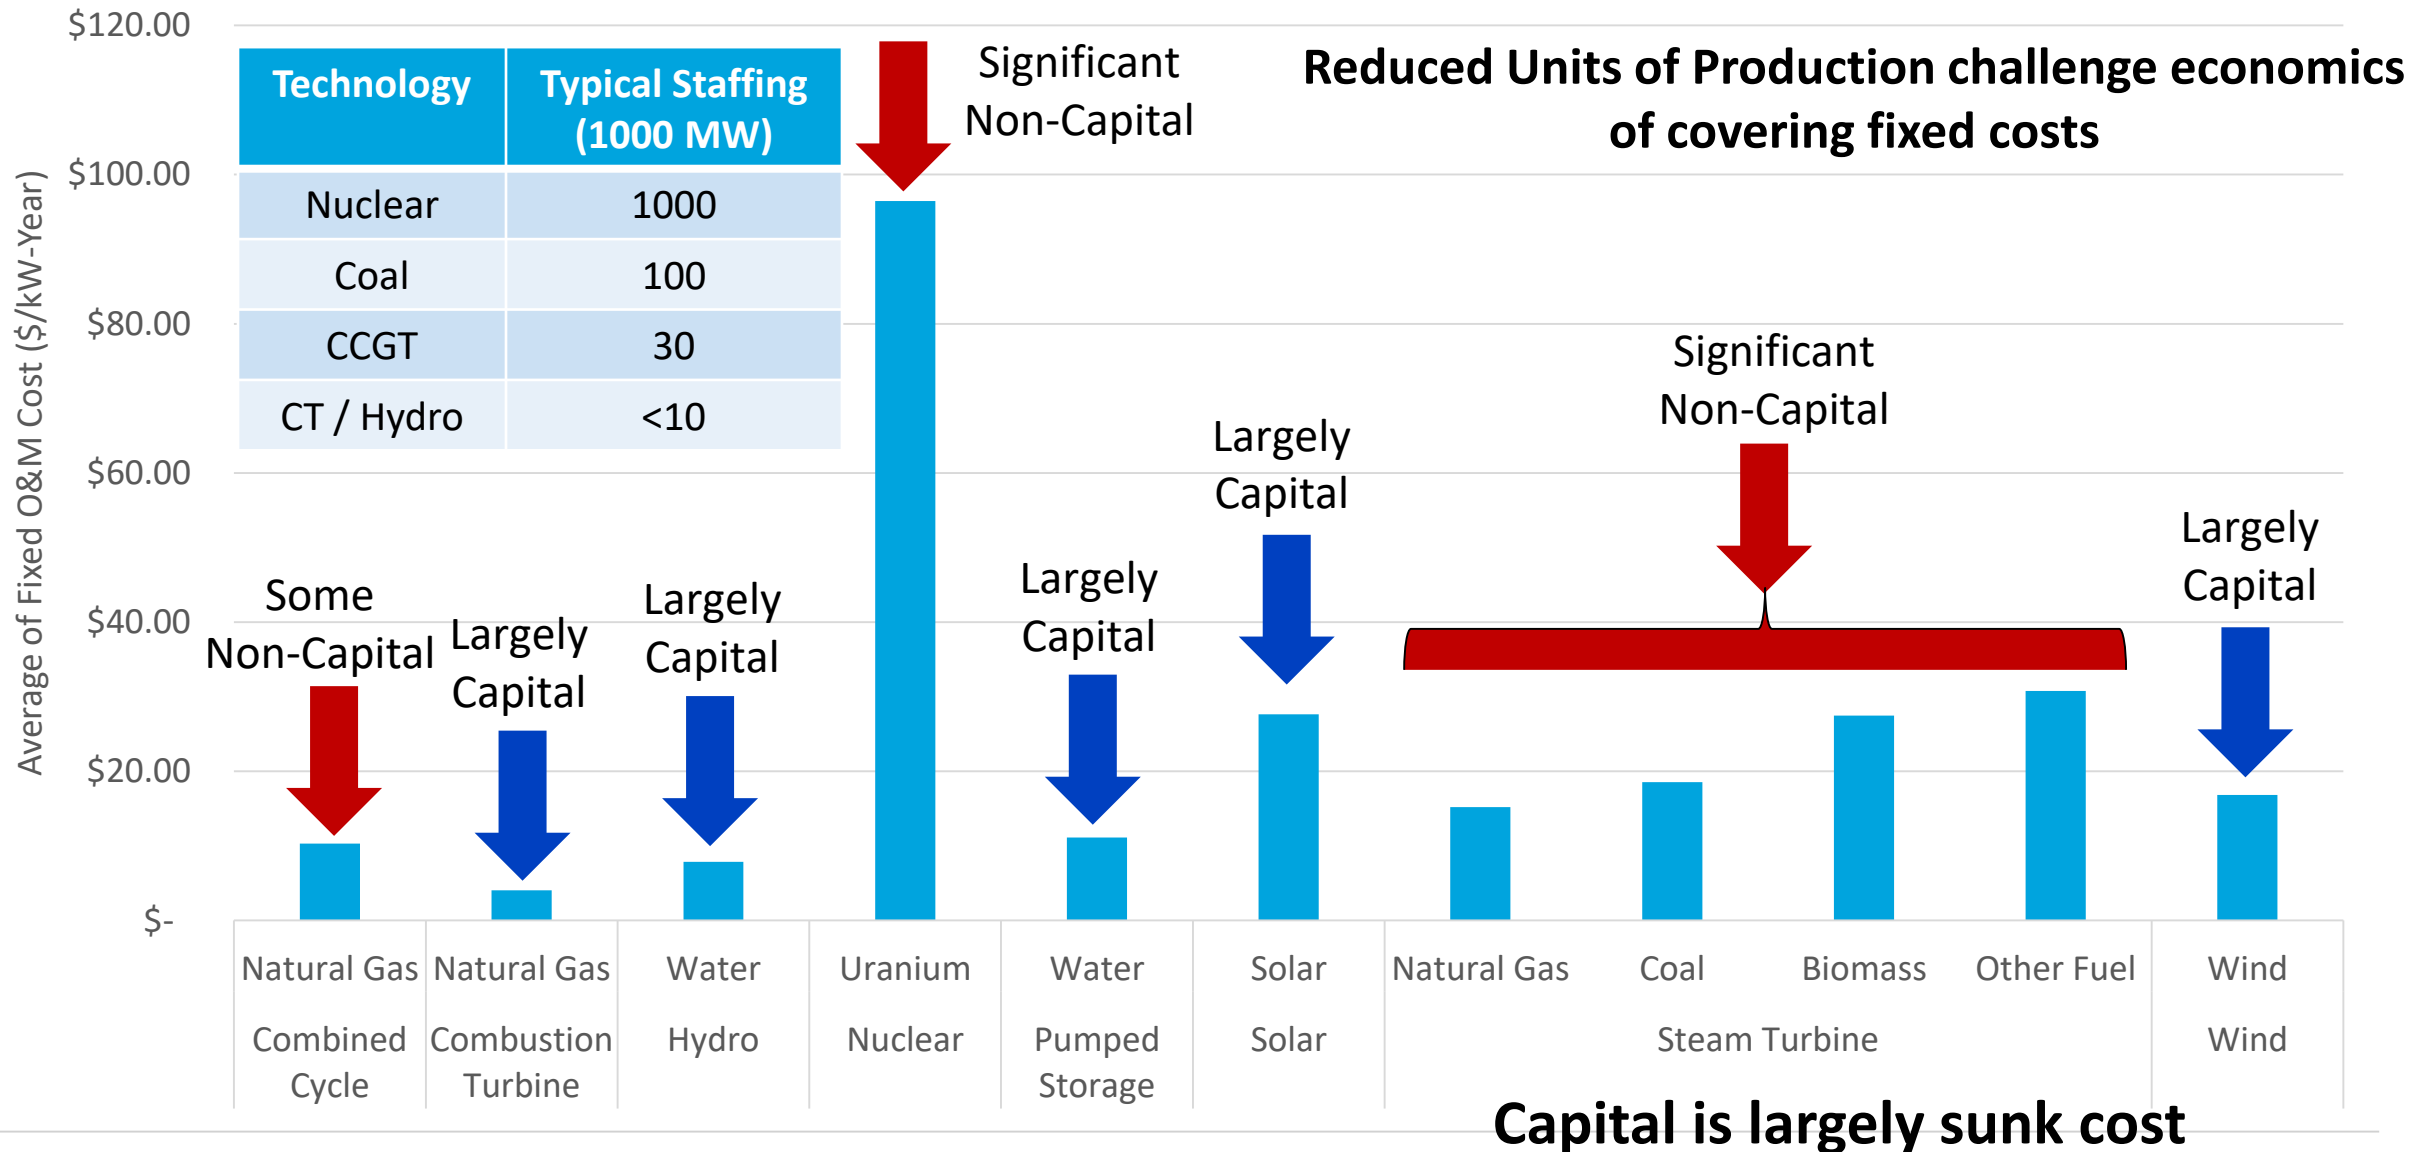 Reduced Units of Production challenge economics
of covering fixed costs
Average of Fixed O&M Cost ($/kW-Year)
$120.00
$100.00
$80.00
$60.00
$40.00
$20.00
$-
Technology Typical Staffing
(1000 MW)
Nuclear 1000
Coal 100
CCGT 30
CT / Hydro <10
Some
Non-Capital
Largely
Capital
Largely
Capital
Significant
Non-Capital
Largely
Capital
Largely
Capital
Significant
Non-Capital
Largely
Capital
Natural Gas Natural Gas Water Uranium Water Solar Natural Gas Coal Biomass Other Fuel Wind
Combined Combustion Hydro Nuclear Pumped Solar Steam Turbine Wind
Cycle Turbine Storage
Capital is largely sunk cost